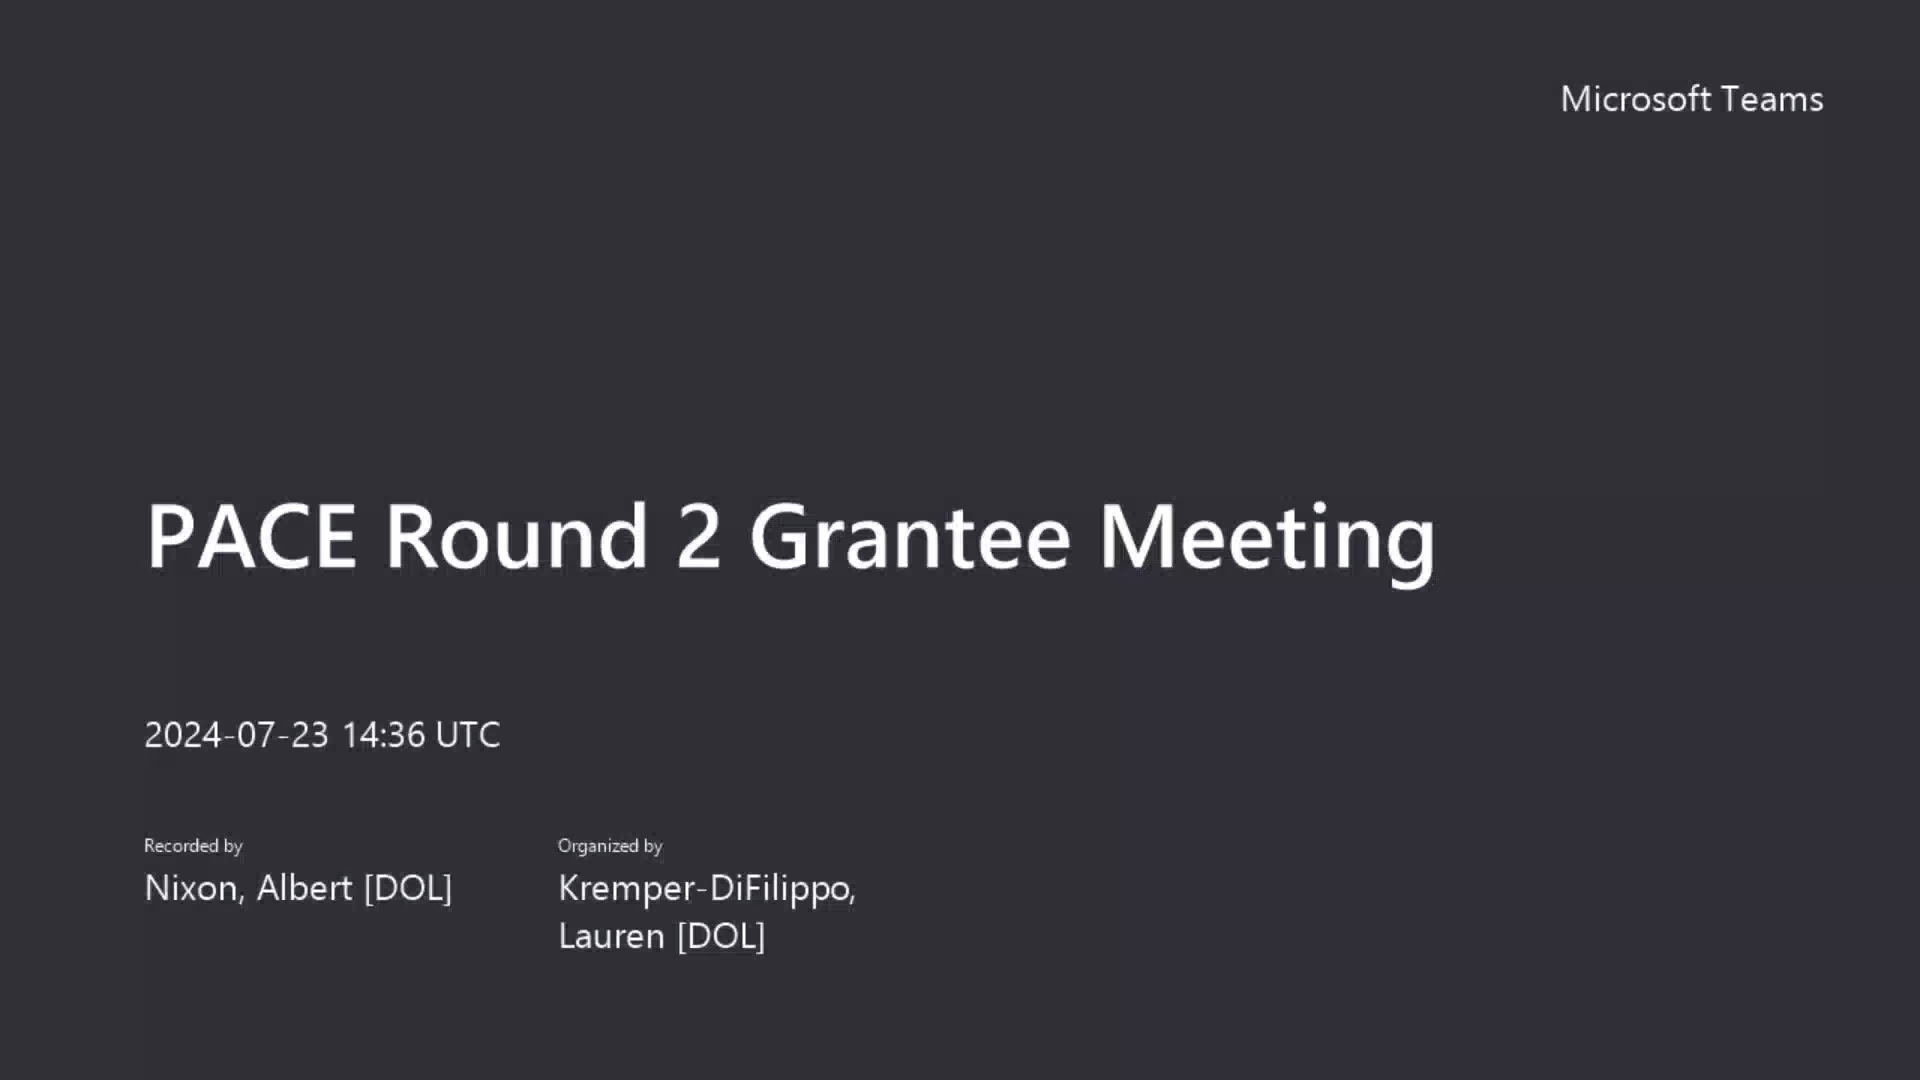 Microsoft Teams
PACE Round 2 Grantee Meeting
2024-07-23 14:36 UTC
Recorded by
Nixon, Albert [DOL]
Organized by
Kremper-DiFilippo,
Lauren [DOL]